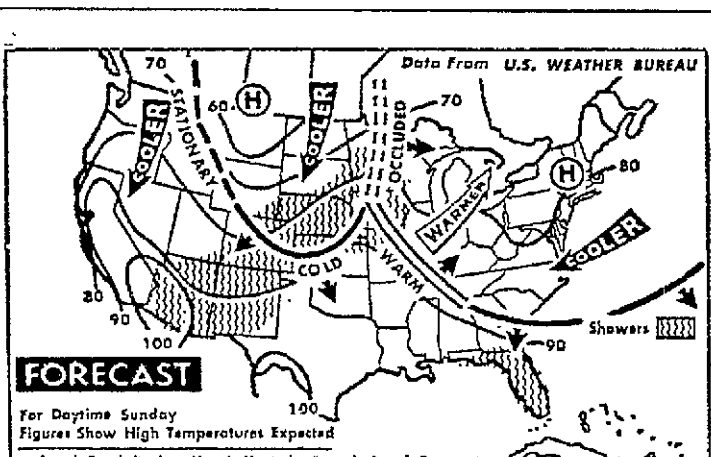 Data From U.S. WEATHER BUREAU
70
STATIONARY
60
H
COOLER
COOLER
OCCLUDED
70
H
80
WARMER
COOLER
COLD
WARM
80
90
100
Showers
90
100
FORECAST
For Daytime Sunday
Figures Show High Temperatures Expected